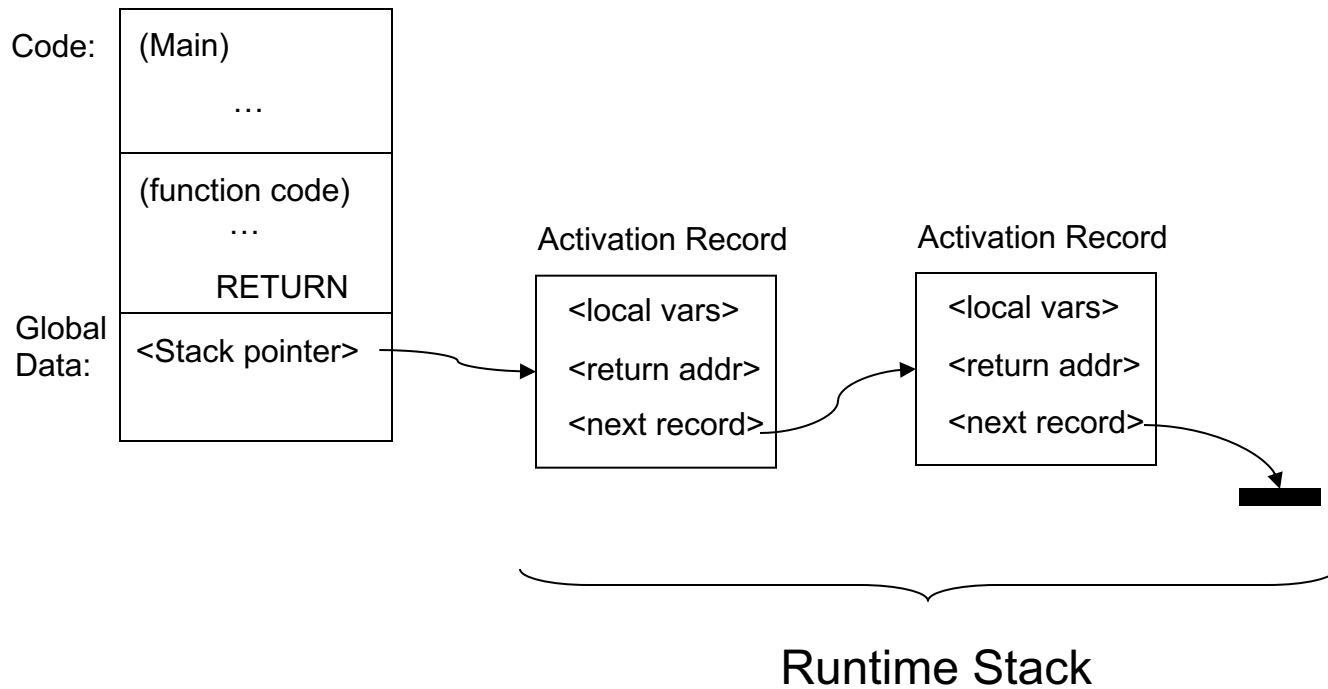 Code:
(Main)
…
(function code)
…
RETURN
Global
Data:
<Stack pointer>
Activation Record
<local vars>
<return addr>
<next record>
Activation Record
<local vars>
<return addr>
<next record>
Runtime Stack